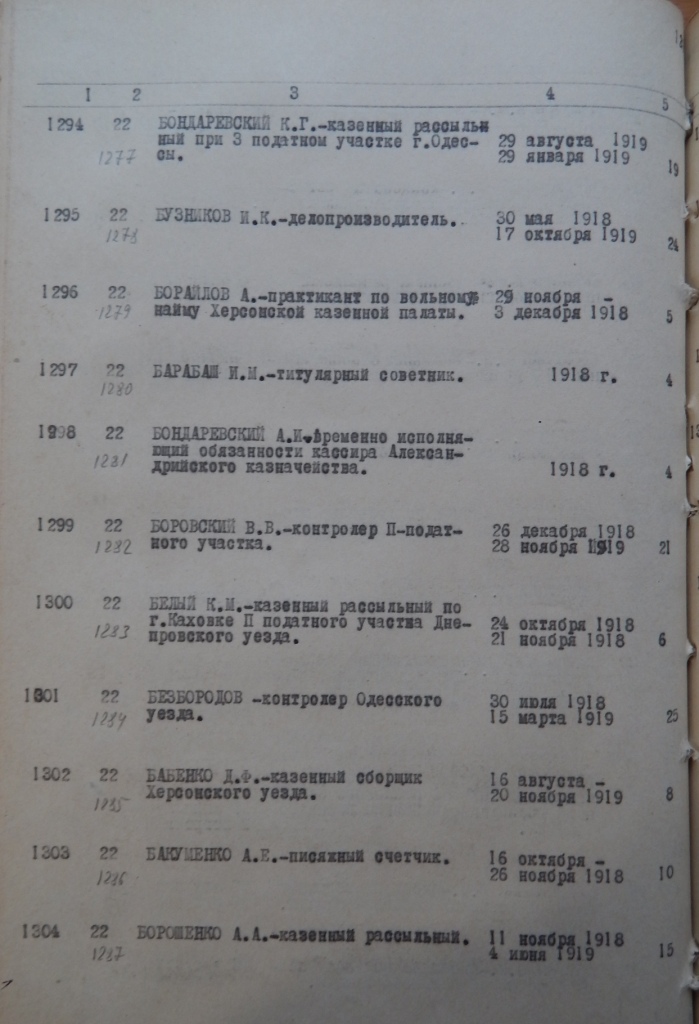 1 2 3 4 5
1294 22 БОНДАРЕВСКИЙ К.Г.-казенный рассыльн
1277 ный при 3 податном участке г.Одес- 29 августа 1919
сы. 29 января 1919 19
1295 22 БУЗНИКОВ И.К.-делопроизводитель. 30 мая 1918
1278 17 октября 1919 24
1296 22 БОРАЙЛОВ А.-практикант по вольному 29 ноября -
1279 найму Херсонской казенной палаты. 3 декабря 1918 5
1297 22 БАРАБАШ И.М.-титулярный советник. 1918 г. 4
1280
1298 22 БОНДАРЕВСКИЙ А.И.-временно исполня-
1281 ющий обязанности кассира Алексан-
дрийского казначейства. 1918 г. 4
1299 22 БОРОВСКИЙ В.В.-контролер П-подат- 26 декабря 1918
1282 ного участка. 28 ноября 1919 21
1300 22 БЕЛЫЙ К.М.-казенный рассыльный по
1283 г.Каховке П податного участка Дне- 24 октября 1918
провского уезда. 21 ноября 1918 6
1301 22 БЕЗБОРОДОВ -контролер Одесского 30 июля 1918
1284 уезда. 15 марта 1919 25
1302 22 БАБЕНКО Д.Ф.-казенный сборщик 16 августа -
1285 Херсонского уезда. 20 ноября 1919 8
1303 22 БАКУМЕНКО А.Е.-писяжный счетчик. 16 октября -
1286 26 ноября 1918 10
1304 22 БОРОШЕНКО А.А.-казенный рассыльный. 11 ноября 1918
1287 4 июня 1919 15